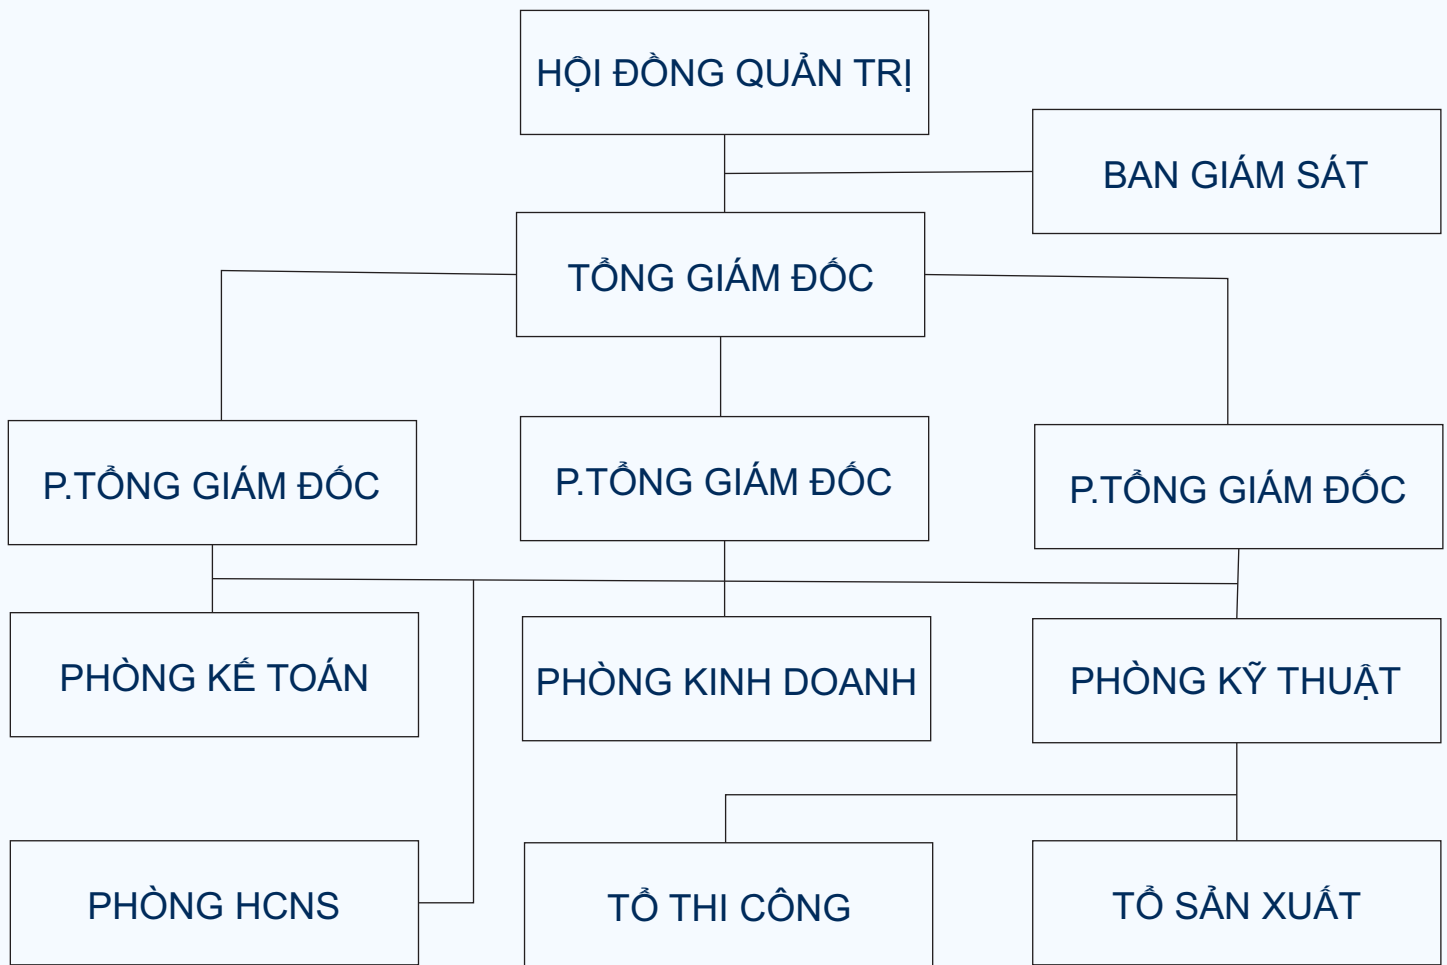 HỘI ĐỒNG QUẢN TRỊ
BAN GIÁM SÁT
TỔNG GIÁM ĐỐC
P.TỔNG GIÁM ĐỐC
P.TỔNG GIÁM ĐỐC
P.TỔNG GIÁM ĐỐC
PHÒNG KẾ TOÁN
PHÒNG KINH DOANH
PHÒNG KỸ THUẬT
PHÒNG HCNS
TỔ THI CÔNG
TỔ SẢN XUẤT